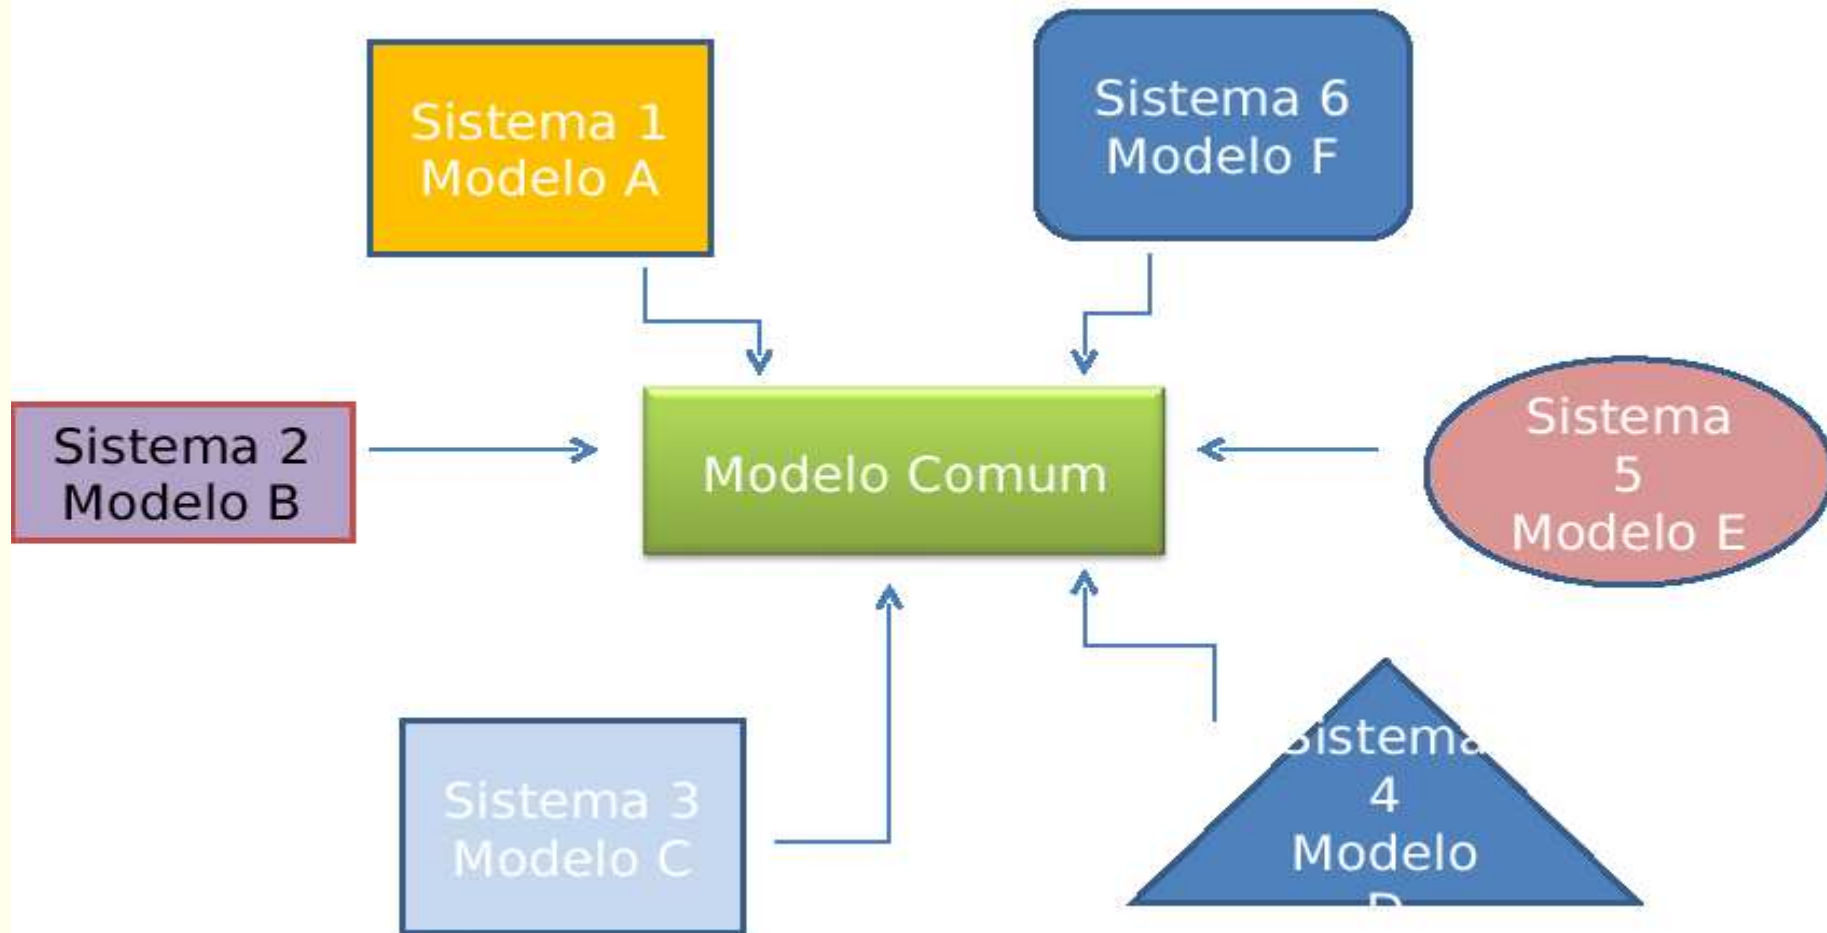 Sistema 1
Modelo A
Sistema 6
Modelo F
Sistema 2
Modelo B
Modelo Comum
Sistema
5
Modelo E
Sistema 3
Modelo C
Sistema
4
Modelo
D